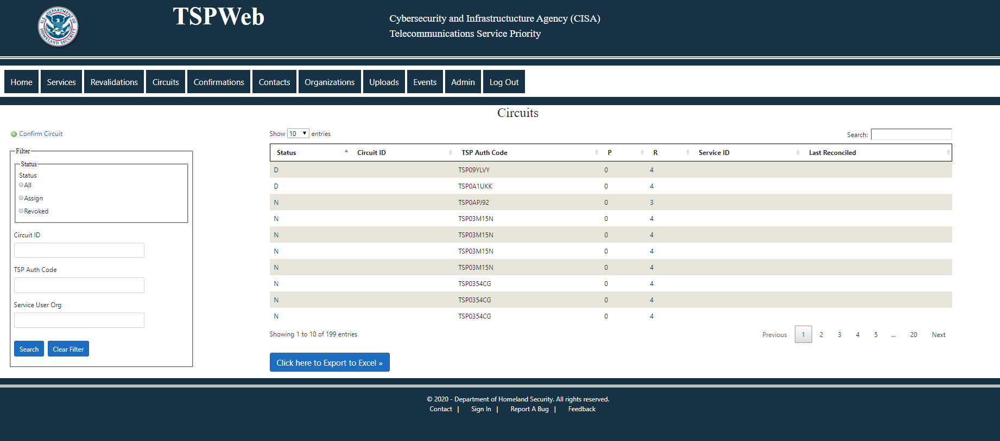 U.S. DEPARTMENT OF HOMELAND SECURITY
TSPWeb
Cybersecurity and Infrastructucture Agency (CISA)
Telecommunications Service Priority
Home Services Revalidations Circuits Confirmations Contacts Organizations Uploads Events Admin Log Out
Circuits
Confirm Circuit
Filter
Status
Status
All
Assign
Revoked
Circuit ID
TSP Auth Code
Service User Org
Search Clear Filter
Show 10 entries
Search:
Status Circuit ID TSP Auth Code P R Service ID Last Reconciled
D TSP09YLVY 0 4
D TSP0A1UKK 0 4
N TSP0APJ92 0 3
N TSP03M15N 0 4
N TSP03M15N 0 4
N TSP03M15N 0 4
N TSP03M15N 0 4
N TSP0354CG 0 4
N TSP0354CG 0 4
N TSP0354CG 0 4
Showing 1 to 10 of 199 entries
Previous 1 2 3 4 5 ... 20 Next
Click here to Export to Excel »
© 2020 - Department of Homeland Security. All rights reserved.
Contact | Sign In | Report A Bug | Feedback